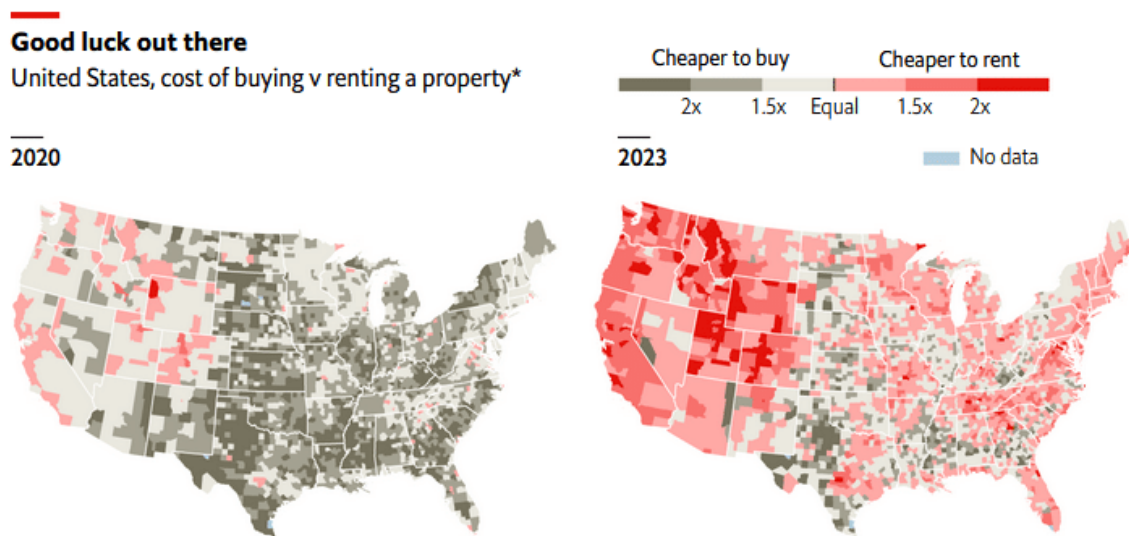 Good luck out there
United States, cost of buying v renting a property*
Cheaper to buy Cheaper to rent
2x 1.5x Equal 1.5x 2x
2020
2023
No data